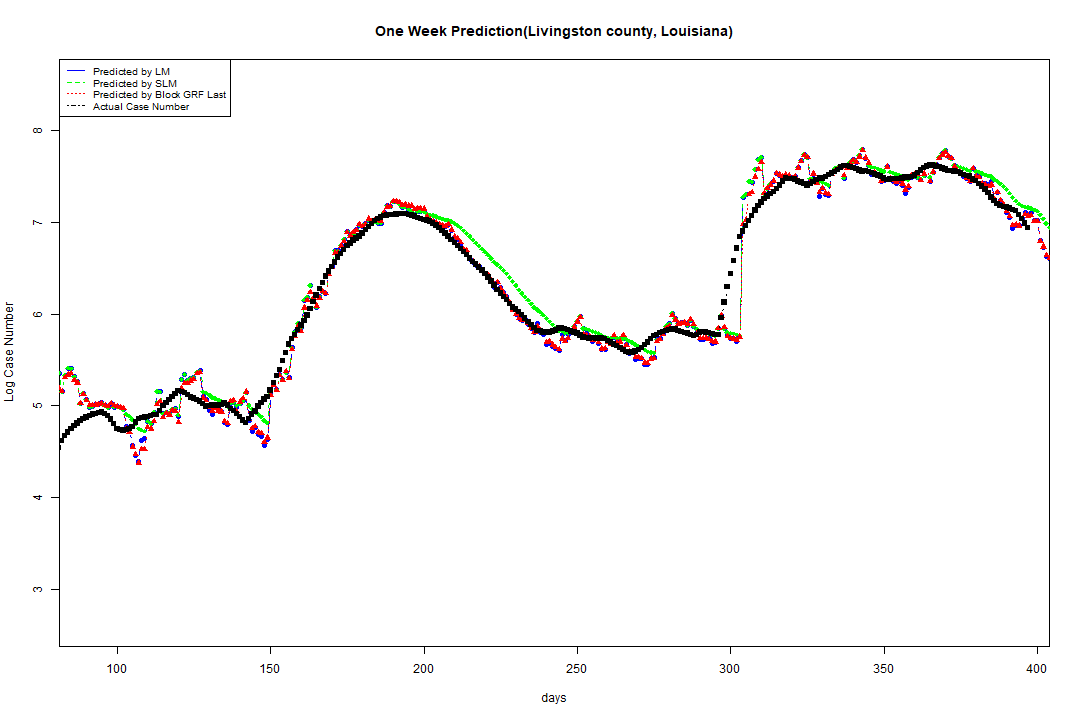 One Week Prediction(Livingston county, Louisiana)
Predicted by LM
Predicted by SLM
Predicted by Block GRF Last
Actual Case Number
8
7
6
5
4
3
Log Case Number
100 150 200 250 300 350 400
days